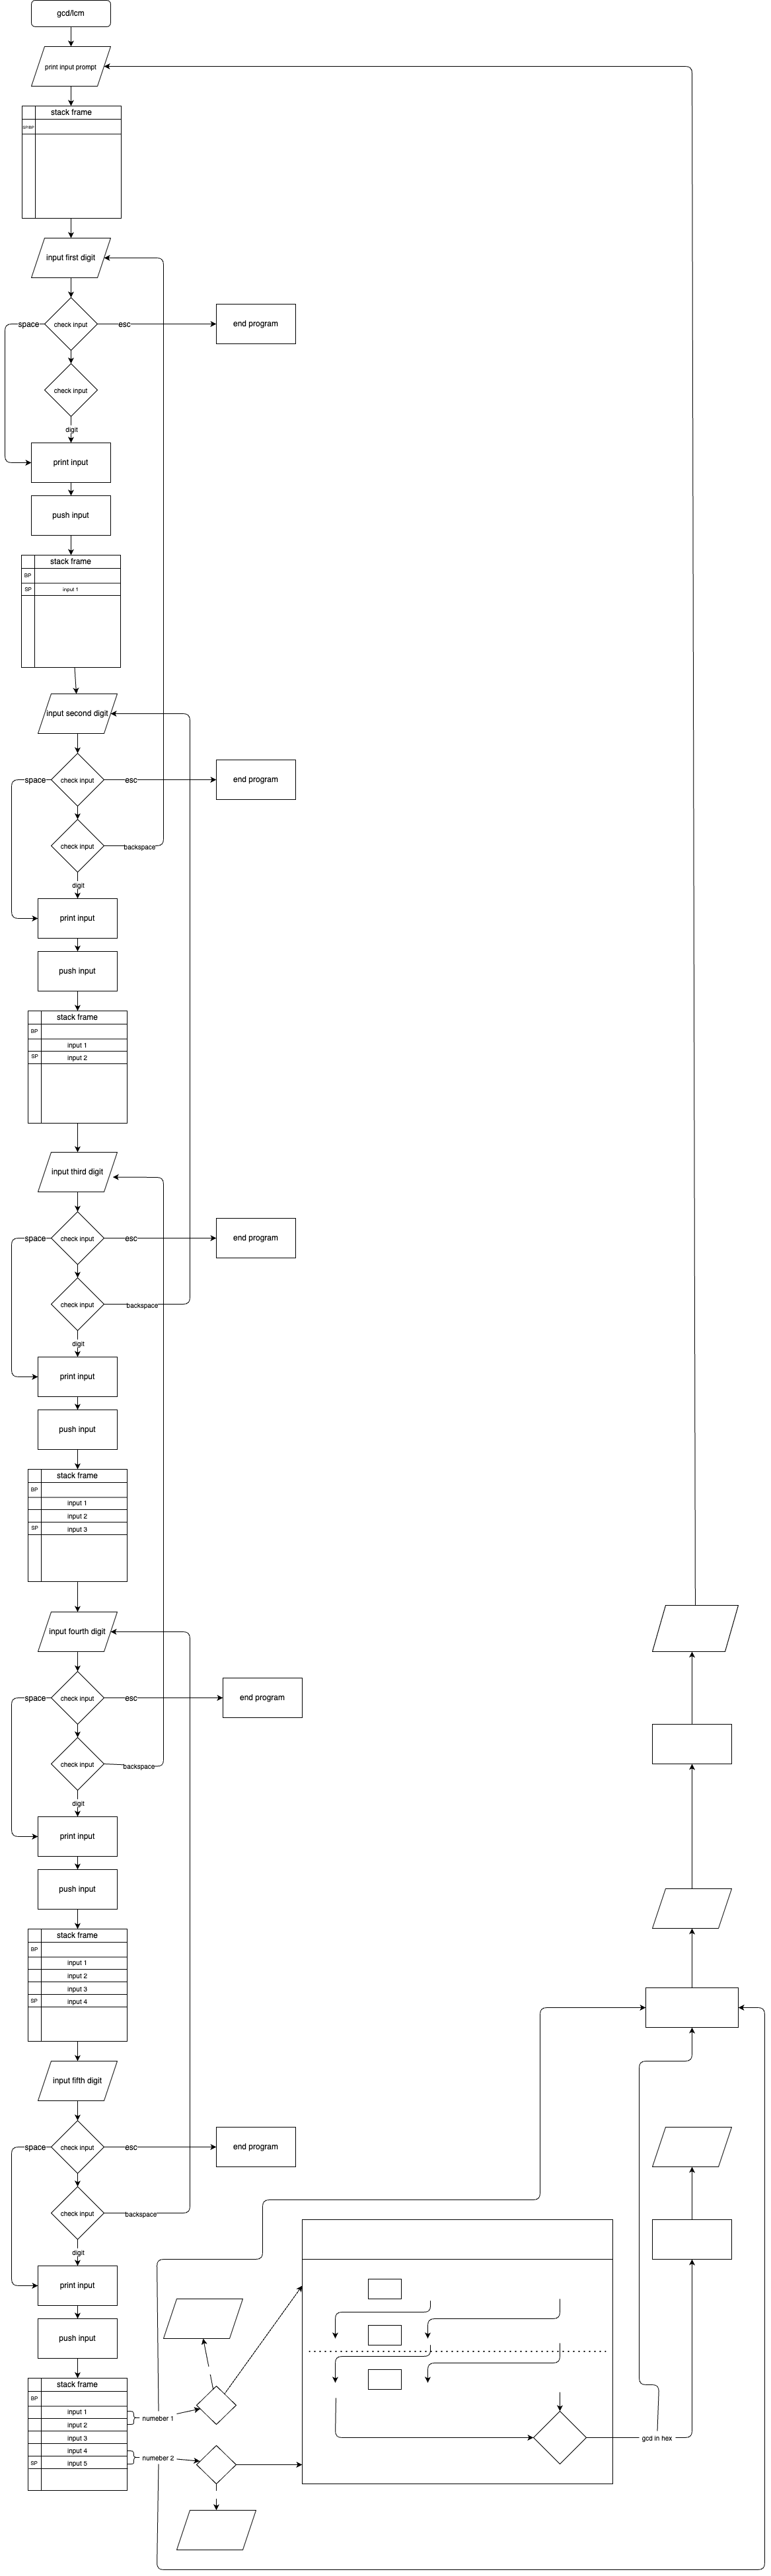 gcd/lcm
print input prompt
stack frame
SP/BP
input first digit
space
check input
esc
end program
check input
digit
print input
push input
stack frame
BP
SP
input 1
input second digit
space
check input
esc
end program
check input
backspace
digit
print input
push input
stack frame
BP
input 1
SP
input 2
input third digit
space
check input
esc
end program
check input
backspace
digit
print input
push input
stack frame
BP
input 1
input 2
SP
input 3
input fourth digit
space
check input
esc
end program
check input
backspace
digit
print input
push input
stack frame
BP
input 1
input 2
input 3
SP
input 4
input fifth digit
space
check input
esc
end program
check input
backspace
digit
print input
push input
stack frame
BP
input 1
numeber 1
input 2
input 3
gcd in hex
input 4
numeber 2
SP
input 5